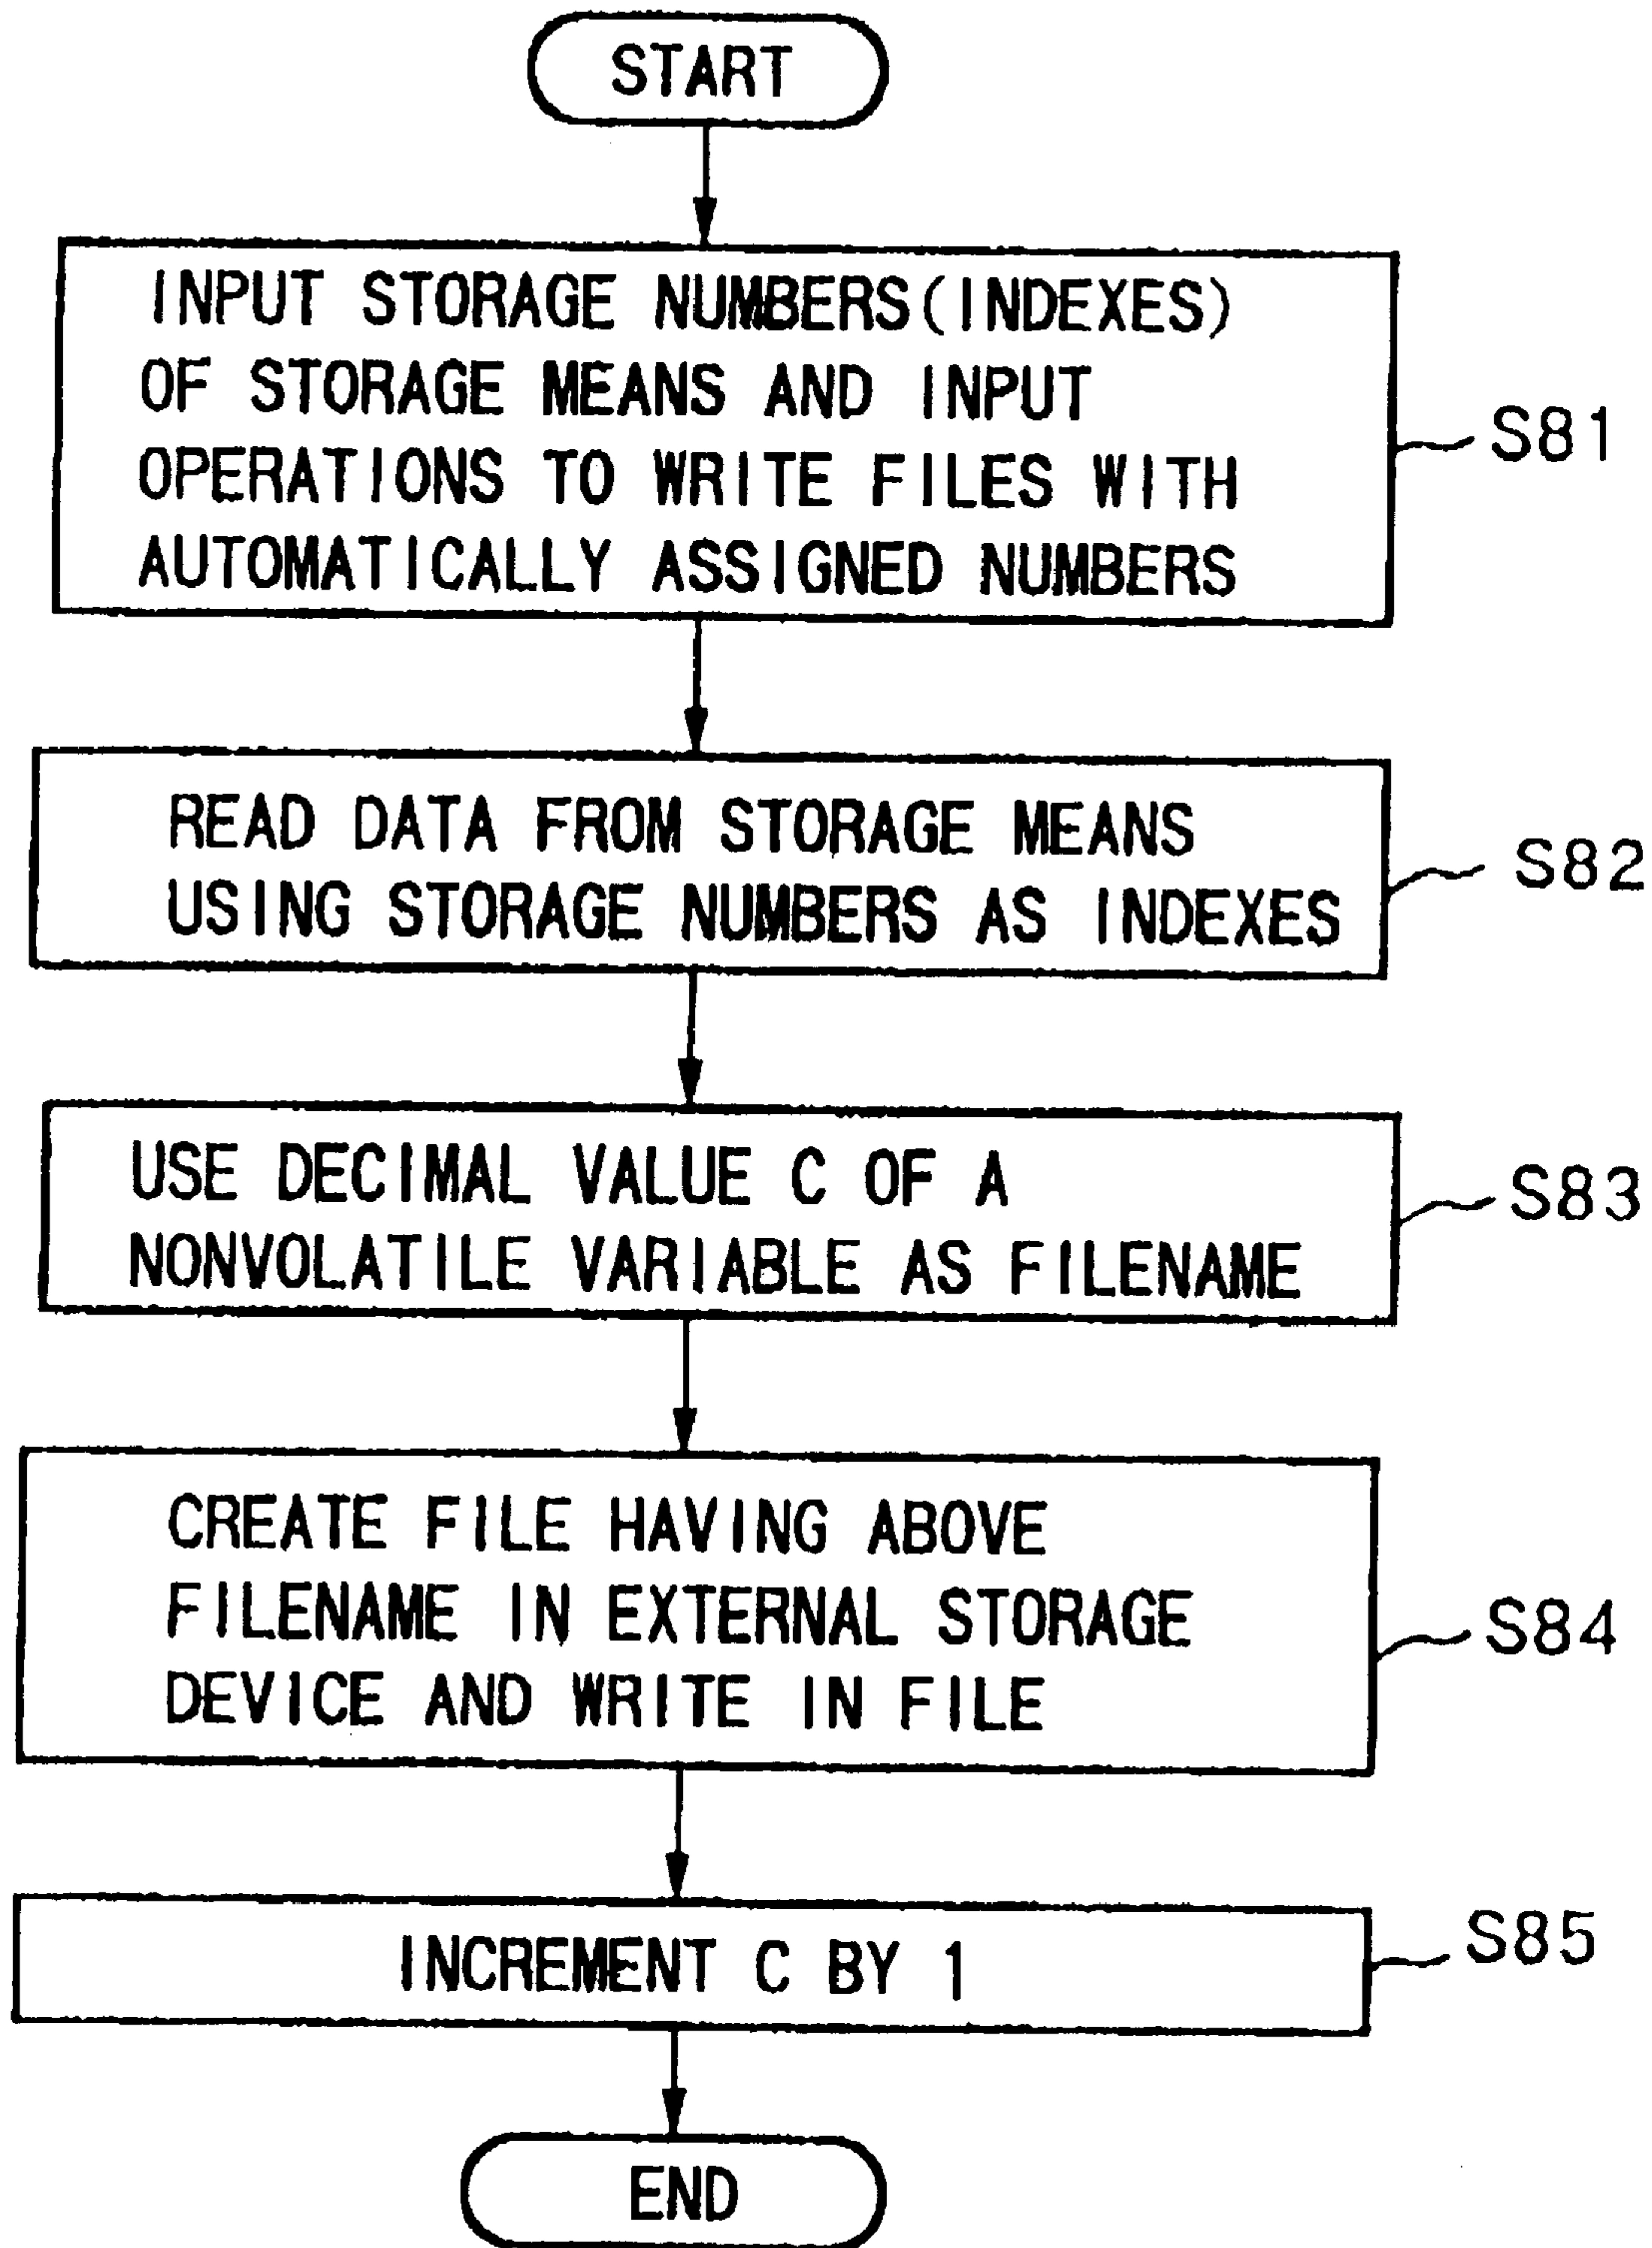 START
INPUT STORAGE NUMBERS(INDEXES)
OF STORAGE MEANS AND INPUT
OPERATIONS TO WRITE FILES WITH
AUTOMATICALLY ASSIGNED NUMBERS
S81
READ DATA FROM STORAGE MEANS
USING STORAGE NUMBERS AS INDEXES
S82
USE DECIMAL VALUE C OF A
NONVOLATILE VARIABLE AS FILENAME
S83
CREATE FILE HAVING ABOVE
FILENAME IN EXTERNAL STORAGE
DEVICE AND WRITE IN FILE
S84
INCREMENT C BY 1
S85
END